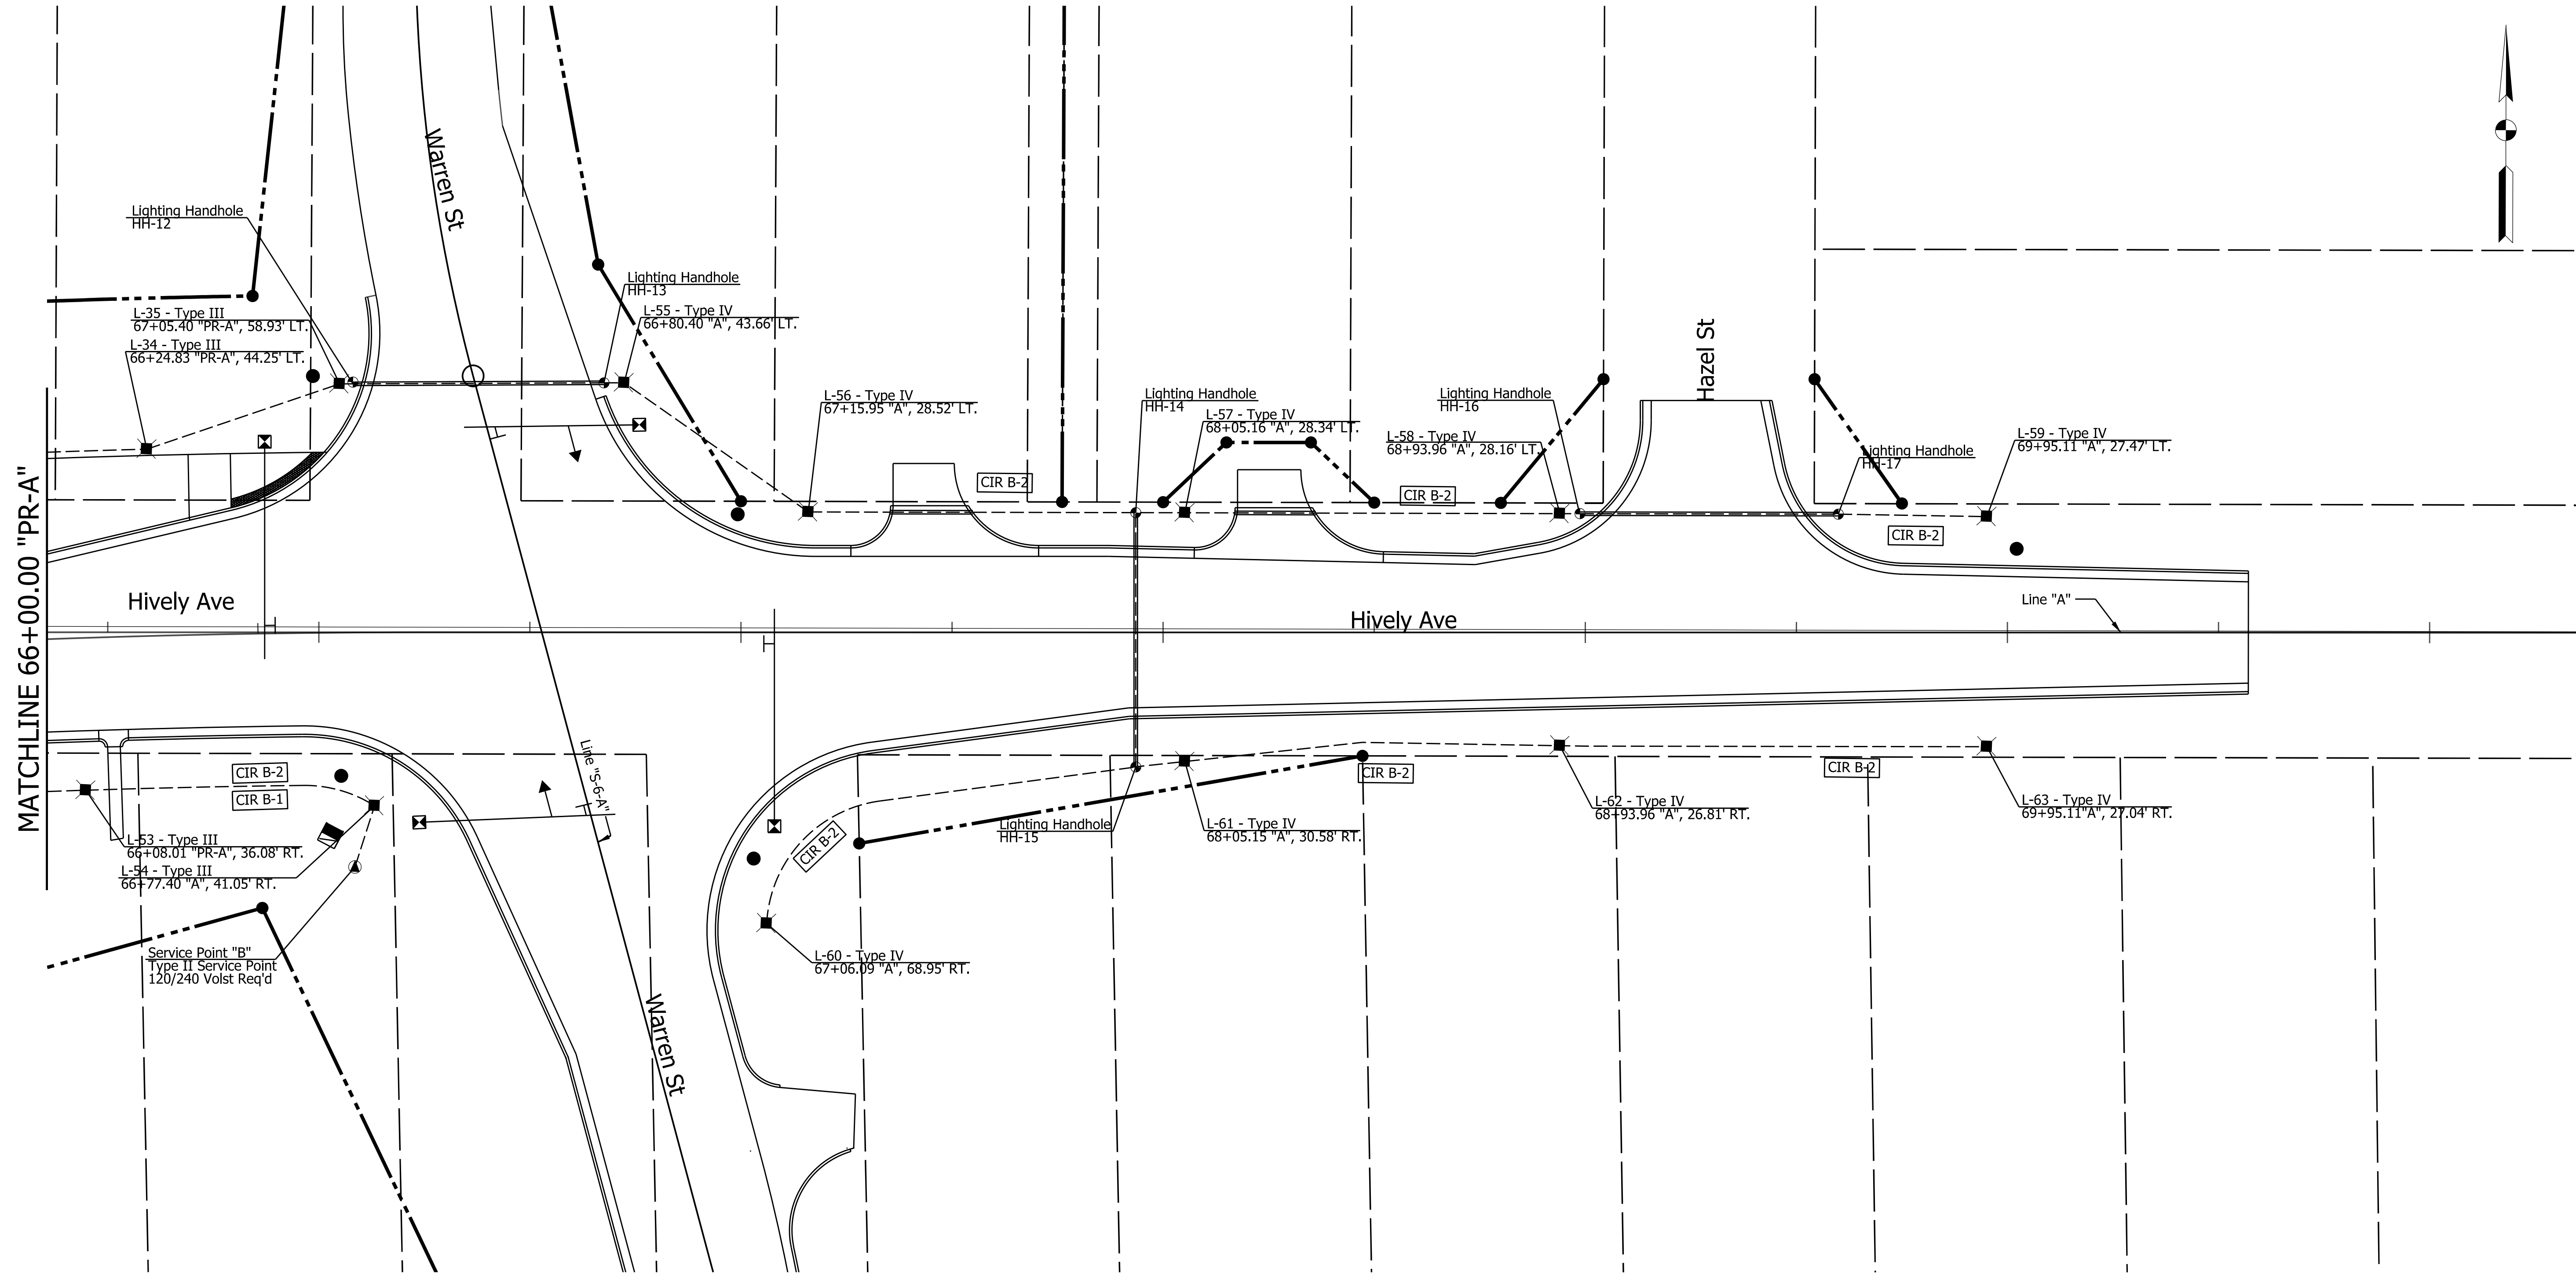 Warren St
Lighting Handhole
HH-12
Lighting Handhole
HH-13
L-35 - Type III
67+05.40 "PR-A", 58.93' LT.
L-55 - Type IV
66+80.40 "A", 43.66' LT.
L-34 - Type III
66+24.83 "PR-A", 44.25' LT.
Hazel St
L-56 - Type IV
67+15.95 "A", 28.52' LT.
Lighting Handhole
HH-14
L-57 - Type IV
68+05.16 "A", 28.34' LT.
Lighting Handhole
HH-16
L-58 - Type IV
68+93.96 "A", 28.16' LT.
Lighting Handhole
HH-17
L-59 - Type IV
69+95.11 "A", 27.47' LT.
CIR B-2
CIR B-2
CIR B-2
MATCHLINE 66+00.00 "PR-A"
Hively Ave
Hively Ave
Line "A"
CIR B-2
CIR B-1
Line "S-6-A"
CIR B-2
CIR B-2
CIR B-2
L-53 - Type III
66+08.01 "PR-A", 36.08' RT.
L-54 - Type III
66+77.40 "A", 41.05' RT.
Lighting Handhole
HH-15
L-61 - Type IV
68+05.15 "A", 30.58' RT.
L-62 - Type IV
68+93.96 "A", 26.81' RT.
L-63 - Type IV
69+95.11 "A", 27.04' RT.
Service Point "B"
Type II Service Point
120/240 Volst Req'd
L-60 - Type IV
67+06.09 "A", 68.95' RT.
Warren St